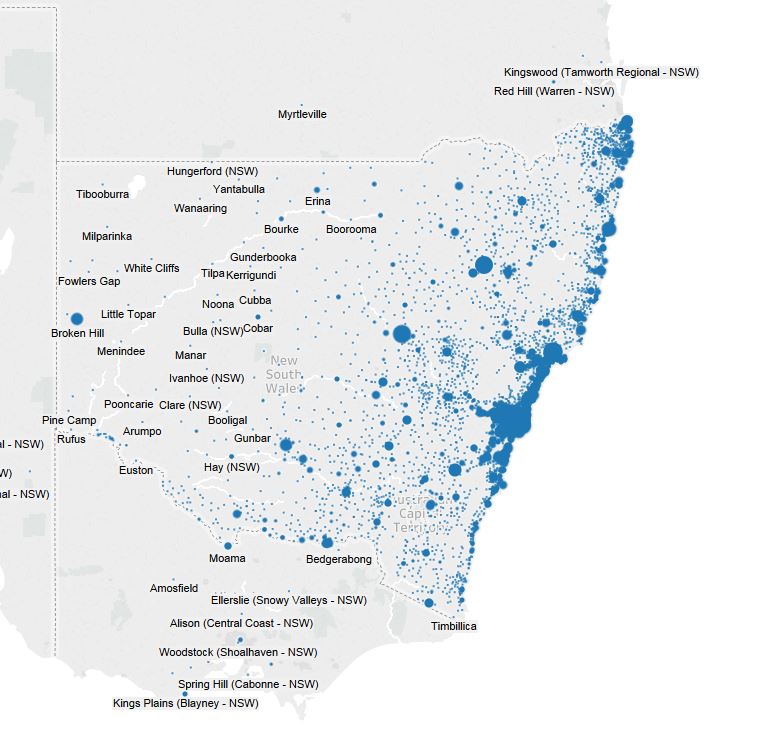 Kingswood (Tamworth Regional - NSW)
Red Hill (Warren - NSW)
Myrtleville
Hungerford (NSW)
Tibooburra
Yantabulla
Erina
Wanaaring
Bourke
Boorooma
Milparinka
Gunderbooka
White Cliffs
Tilpa
Kerrigundi
Fowlers Gap
Noona
Cubba
Little Topar
Broken Hill
Bulla (NSW)
Cobar
Menindee
Manar
New
South
Wales
Ivanhoe (NSW)
Pooncarie
Clare (NSW)
Pine Camp
Booligal
Rufus
Arumpo
Gunbar
al - NSW)
Euston
Hay (NSW)
W)
nal - NSW)
Capit
Territo
Moama
Bedgerabong
Amosfield
Ellerslie (Snowy Valleys - NSW)
Alison (Central Coast - NSW)
Timbillica
Woodstock (Shoalhaven - NSW)
Spring Hill (Cabonne - NSW)
Kings Plains (Blayney - NSW)